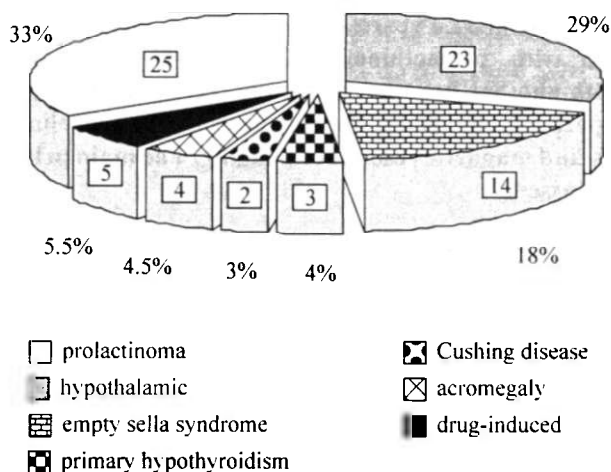 33%
29%
25
23
5
4
2
3
14
5.5%
4.5%
3%
4%
18%
prolactinoma
Cushing disease
hypothalamic
acromegaly
empty sella syndrome
drug-induced
primary hypothyroidism